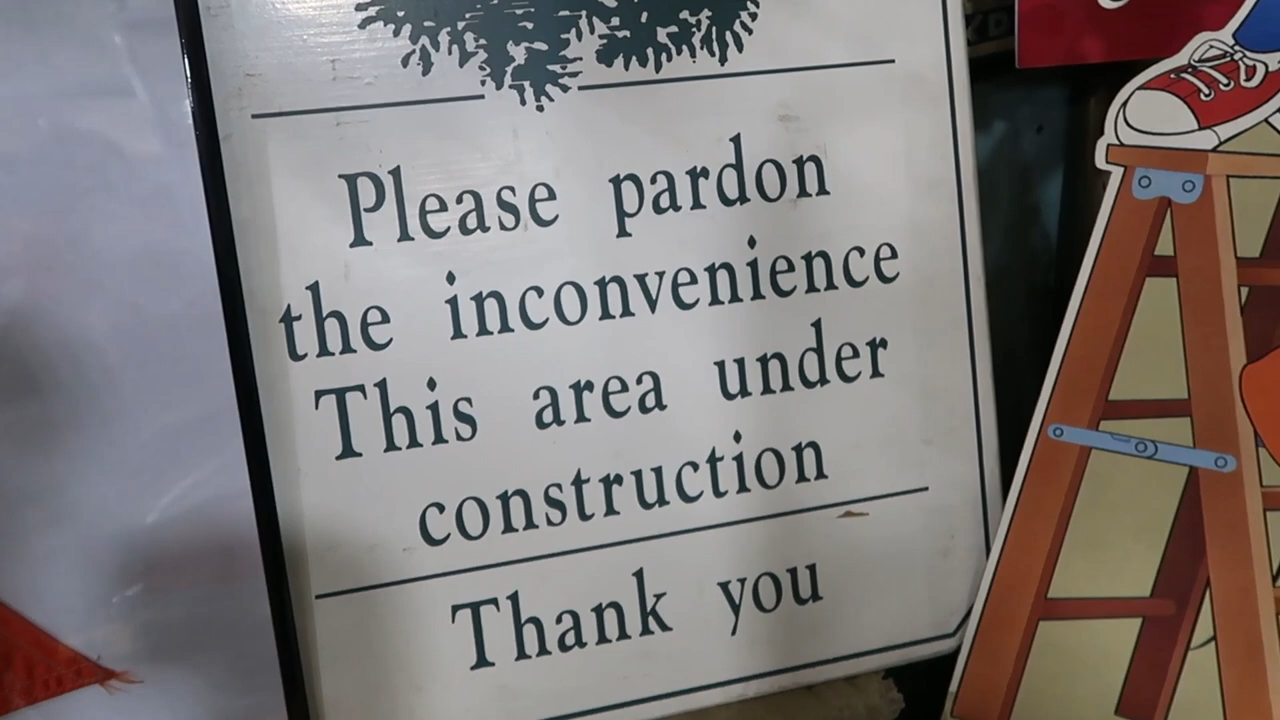 Please pardon
the inconvenience
This area under
construction
Thank you